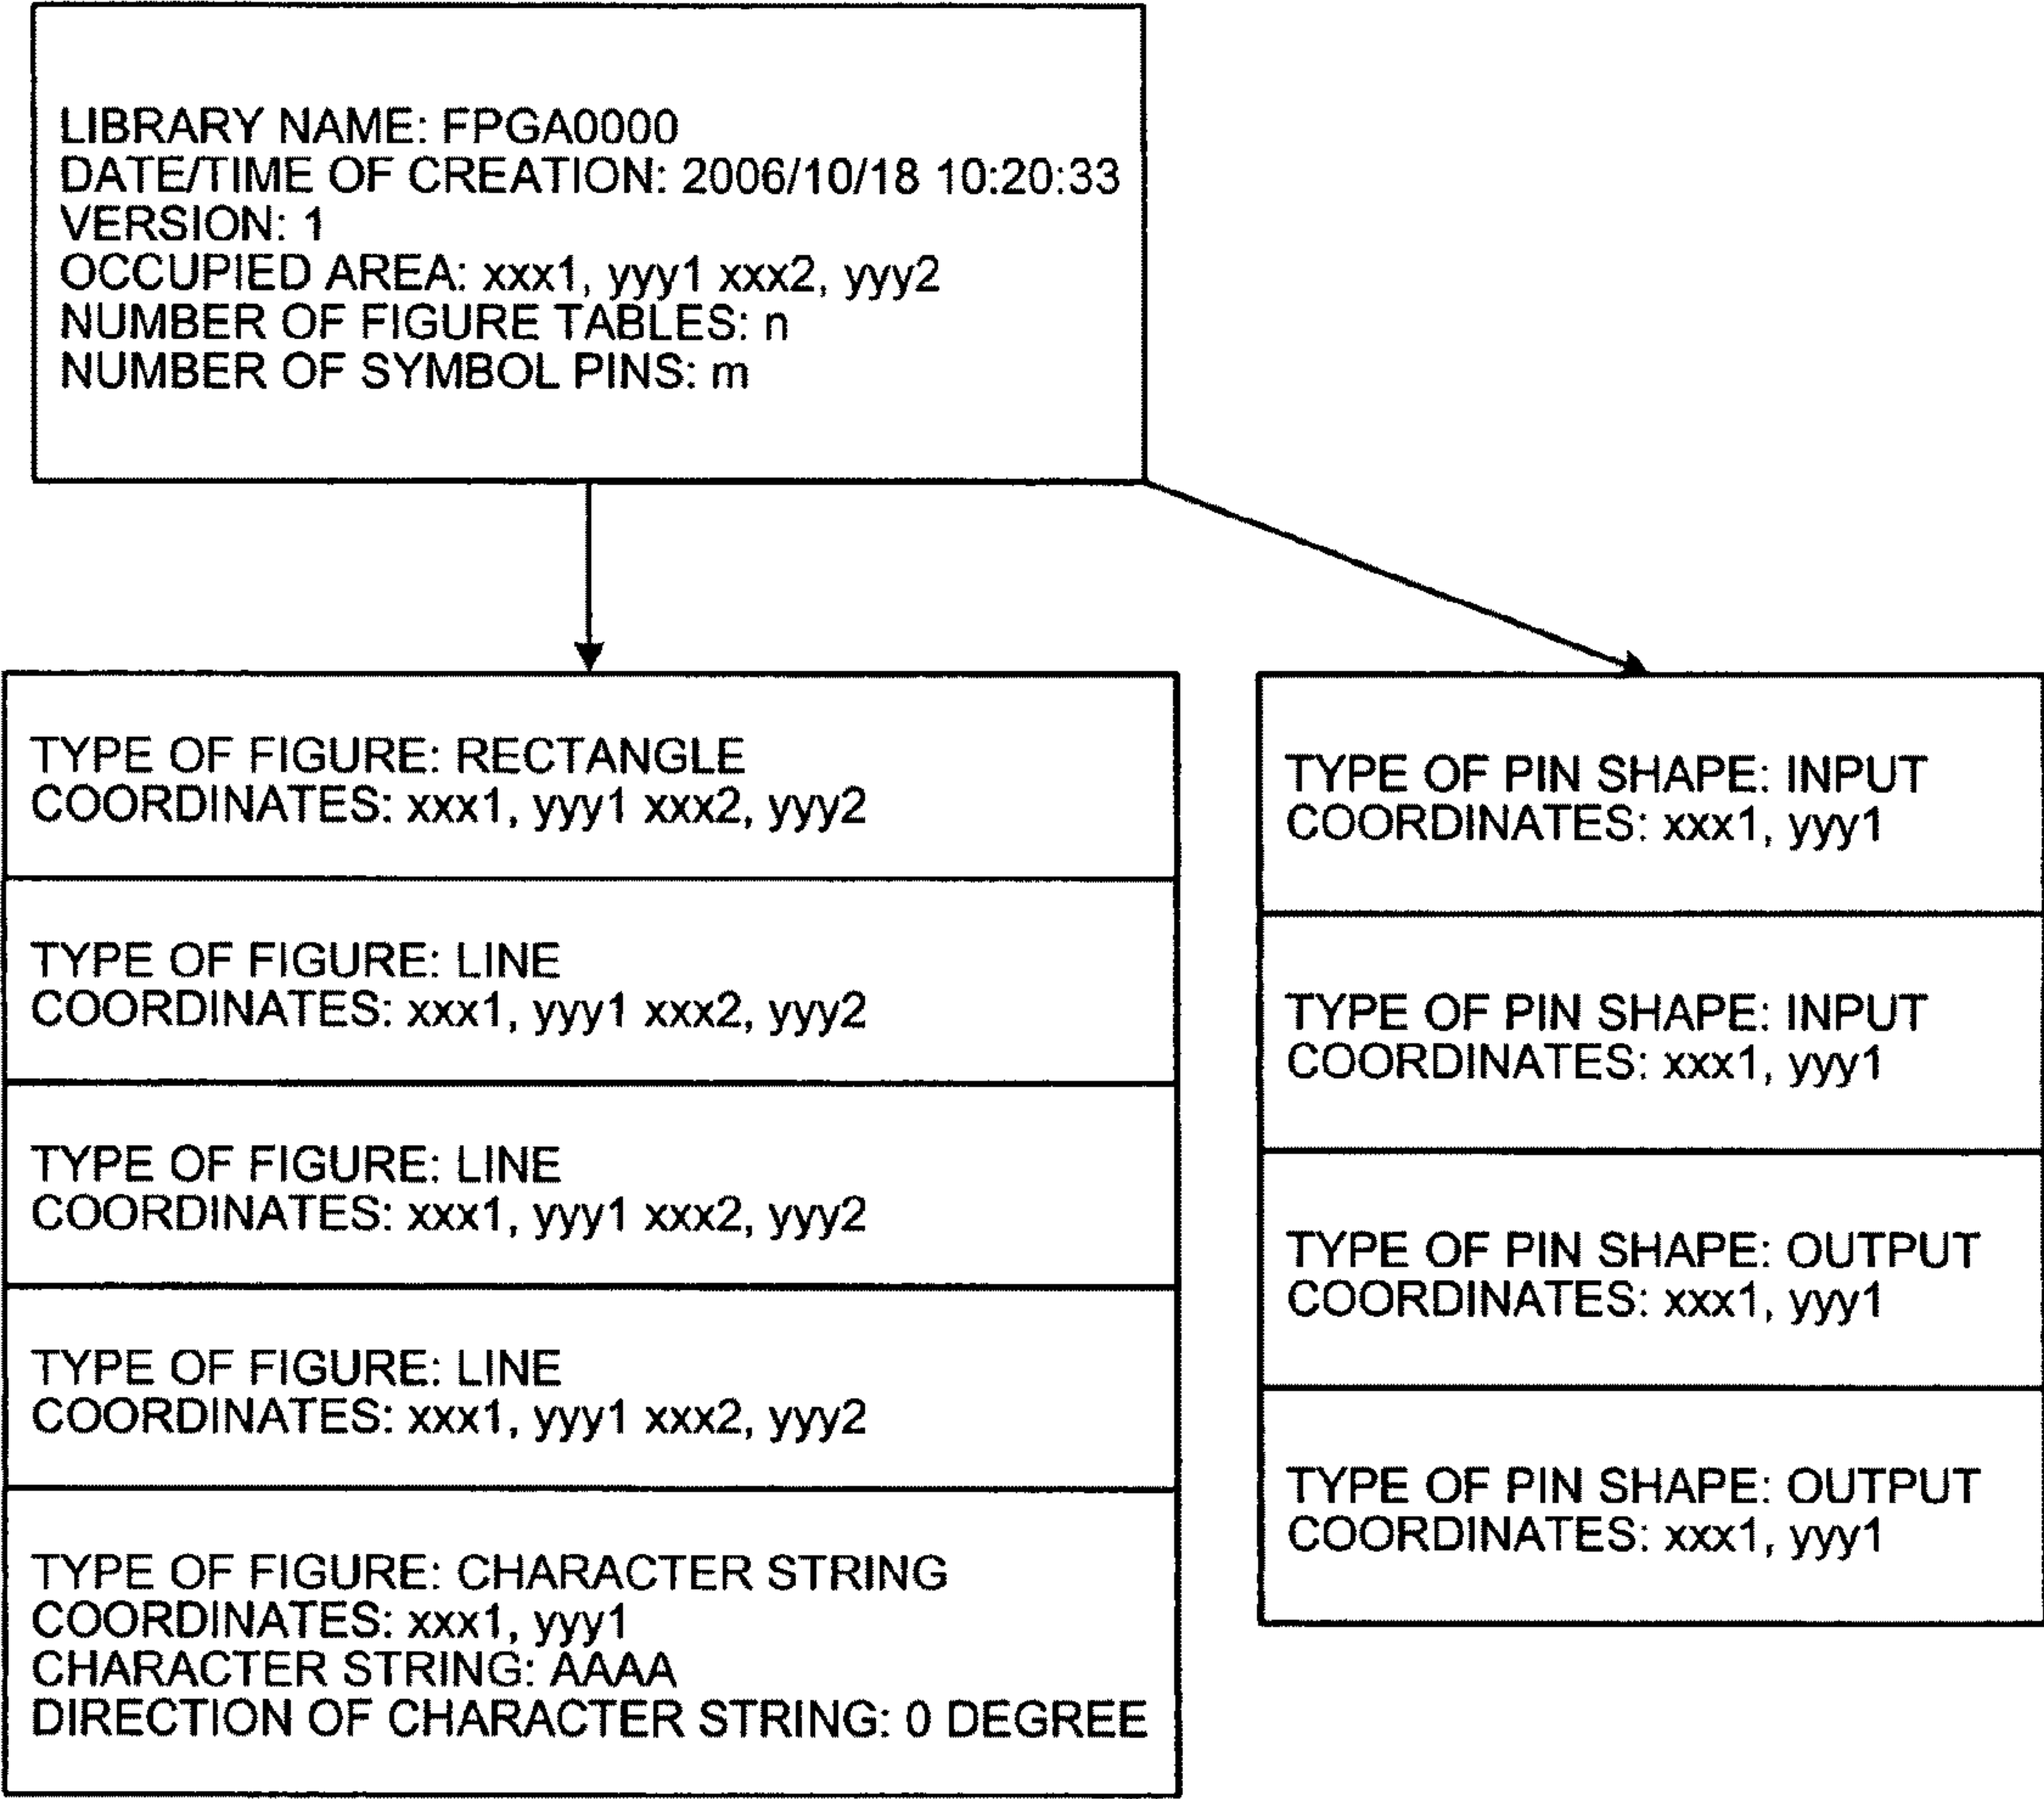 LIBRARY NAME: FPGA0000
DATE/TIME OF CREATION: 2006/10/18 10:20:33
VERSION: 1
OCCUPIED AREA: xxx1, yyy1 xxx2, yyy2
NUMBER OF FIGURE TABLES: n
NUMBER OF SYMBOL PINS: m
TYPE OF FIGURE: RECTANGLE
COORDINATES: xxx1, yyy1 xxx2, yyy2
TYPE OF FIGURE: LINE
COORDINATES: xxx1, yyy1 xxx2, yyy2
TYPE OF FIGURE: LINE
COORDINATES: xxx1, yyy1 xxx2, yyy2
TYPE OF FIGURE: LINE
COORDINATES: xxx1, yyy1 xxx2, yyy2
TYPE OF FIGURE: CHARACTER STRING
COORDINATES: xxx1, yyy1
CHARACTER STRING: AAAA
DIRECTION OF CHARACTER STRING: 0 DEGREE
TYPE OF PIN SHAPE: INPUT
COORDINATES: xxx1, yyy1
TYPE OF PIN SHAPE: INPUT
COORDINATES: xxx1, yyy1
TYPE OF PIN SHAPE: OUTPUT
COORDINATES: xxx1, yyy1
TYPE OF PIN SHAPE: OUTPUT
COORDINATES: xxx1, yyy1